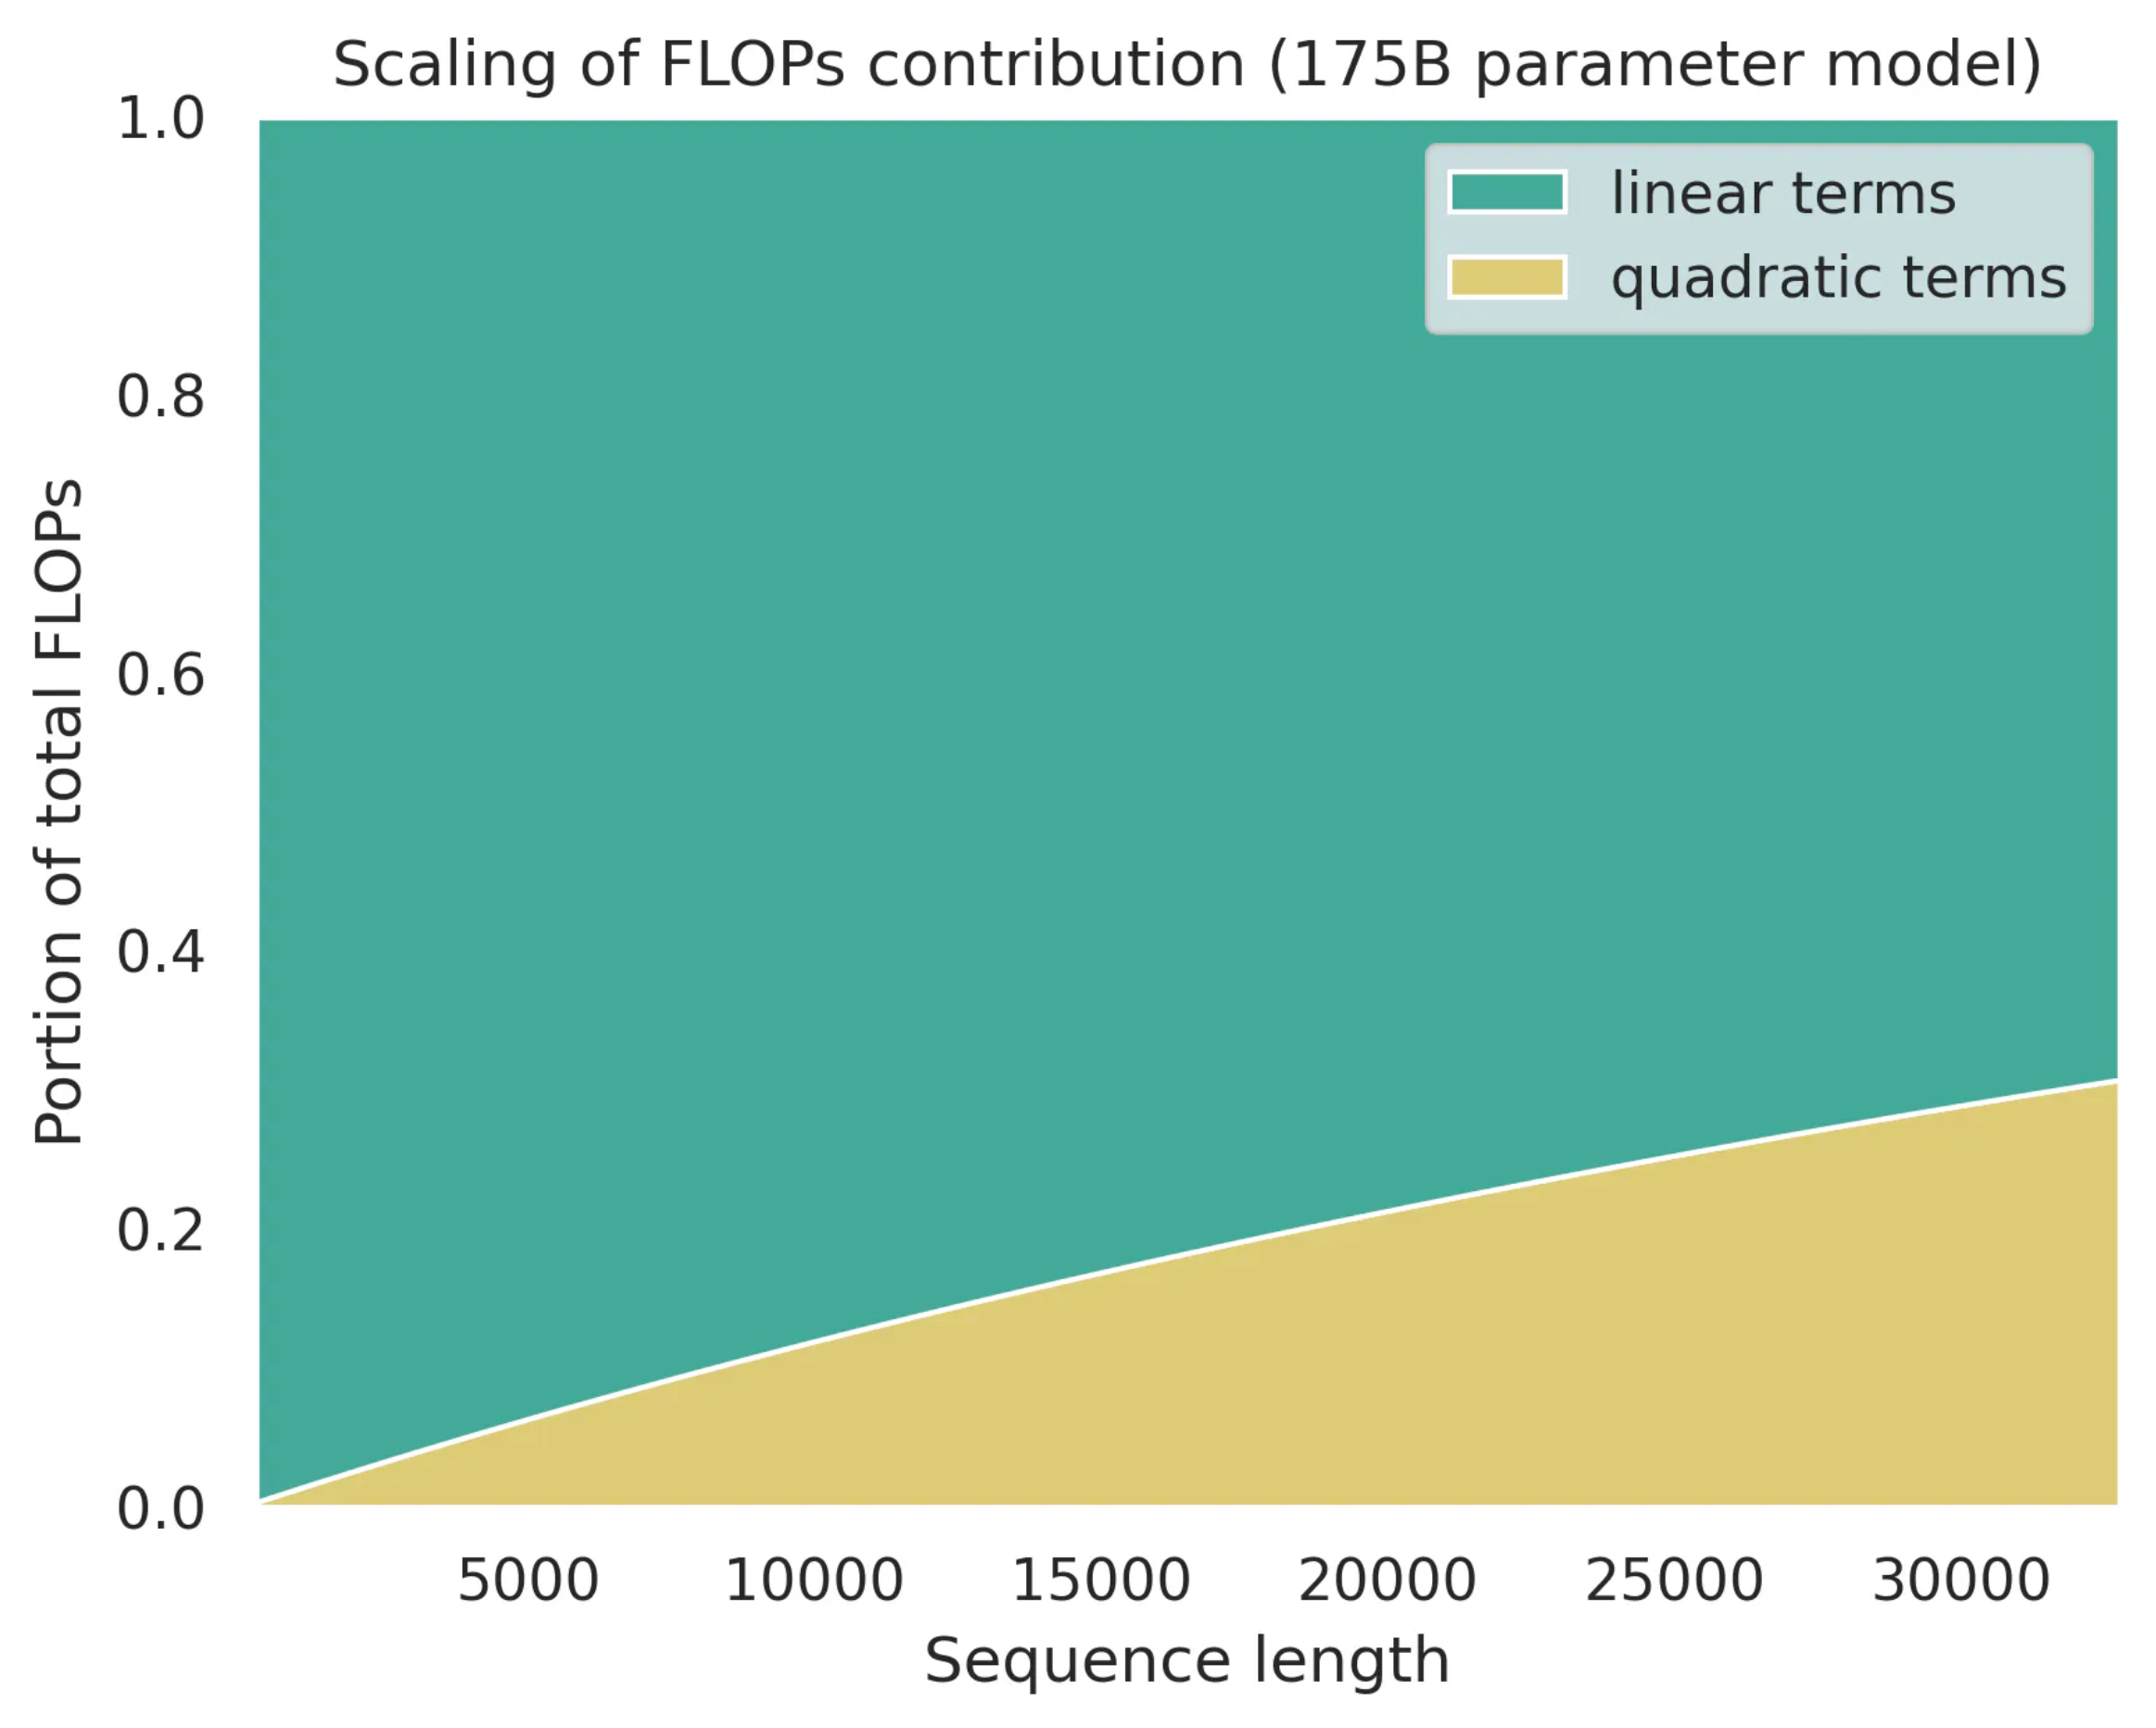 Scaling of FLOPs contribution (175B parameter model)
1.0
0.8
0.6
0.4
0.2
0.0
Portion of total FLOPs
linear terms
quadratic terms
5000 10000 15000 20000 25000 30000
Sequence length